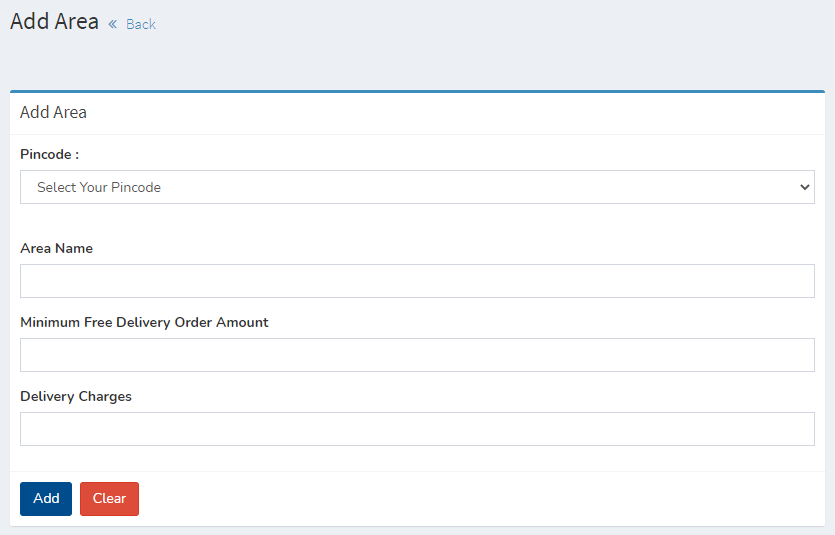 Add Area « Back
Add Area
Pincode :
Select Your Pincode
Area Name
Minimum Free Delivery Order Amount
Delivery Charges
Add Clear